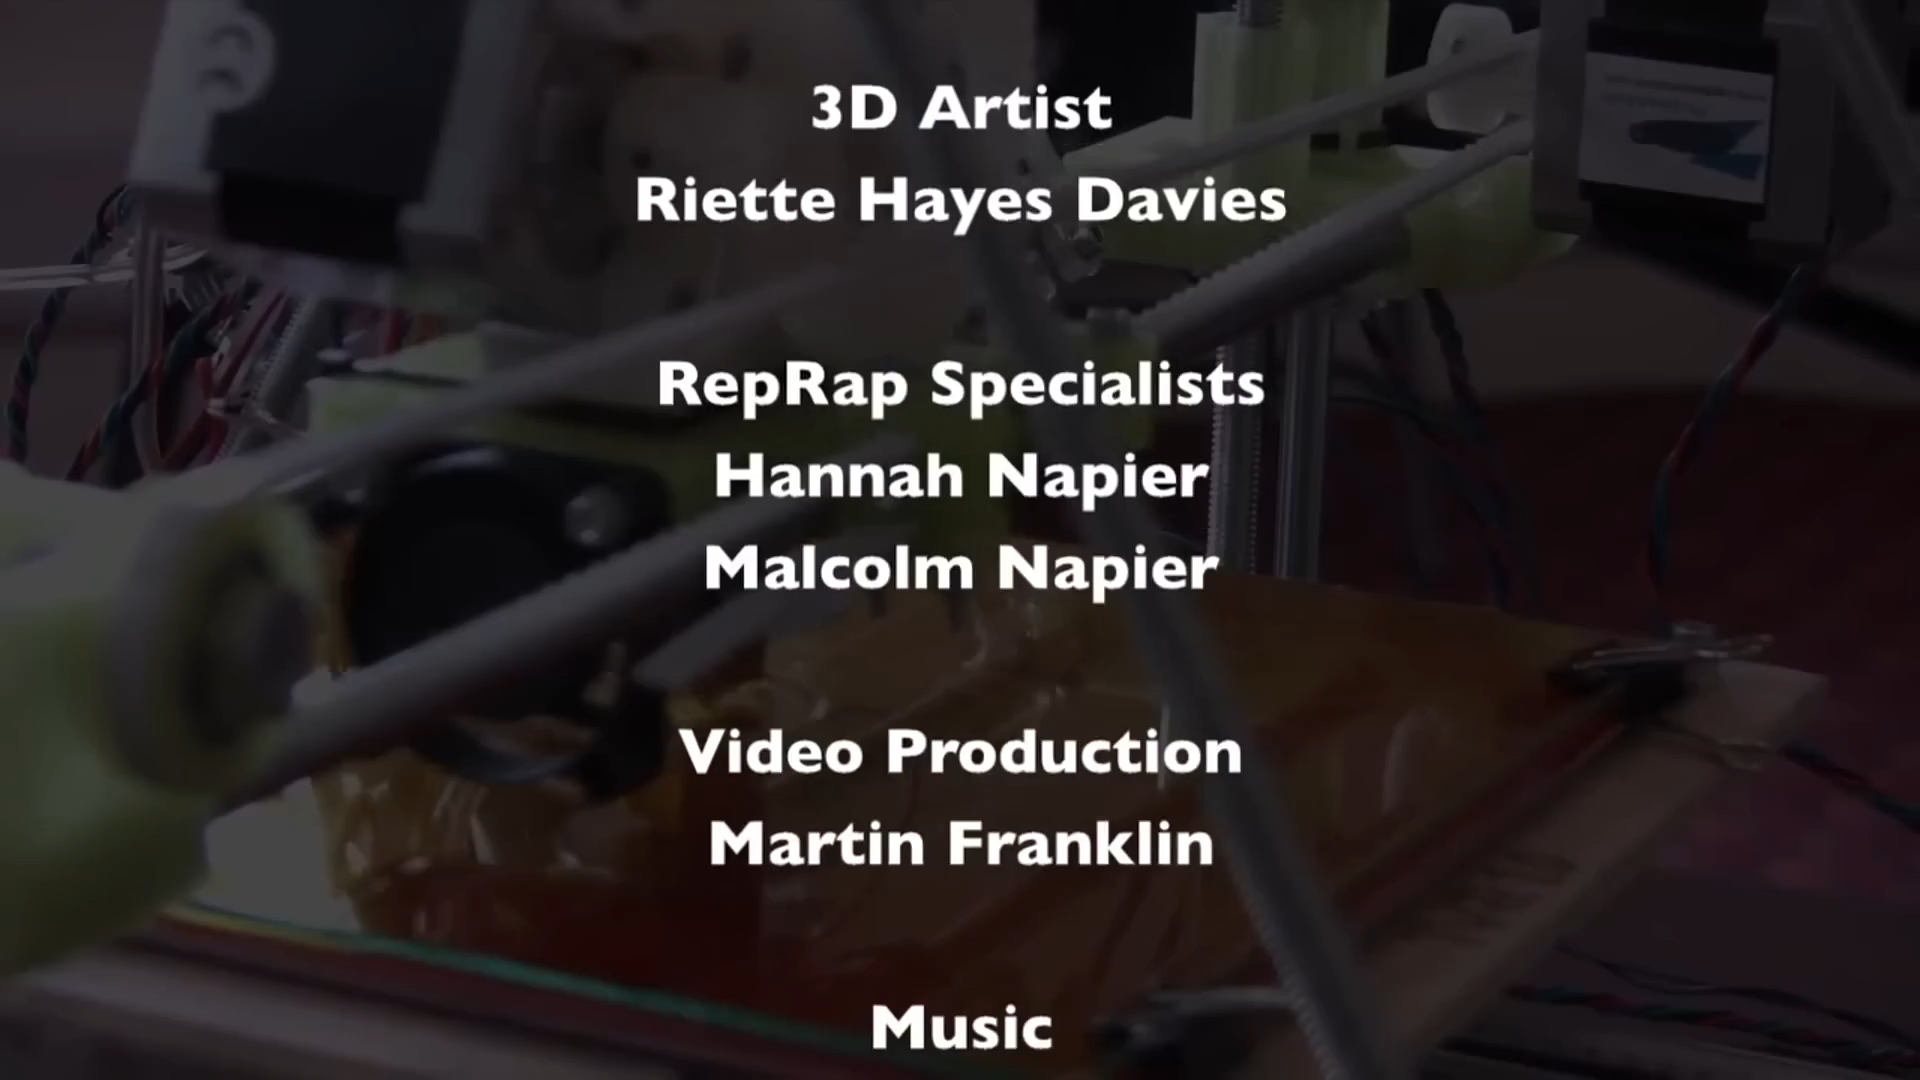 3D Artist
Riette Hayes Davies
RepRap Specialists
Hannah Napier
Malcolm Napier
Video Production
Martin Franklin
Music